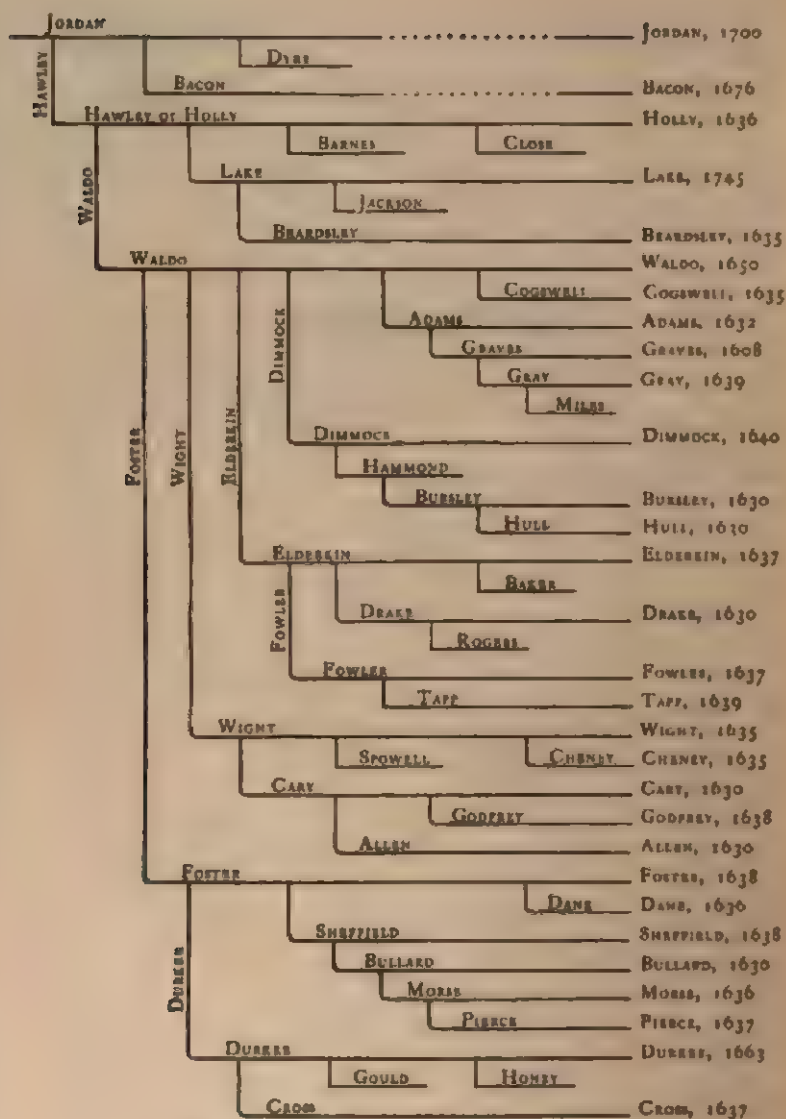 JORDAN
JORDAN, 1700
DYRE
HAWLEY
BACON BACON, 1676
HAWLEY or HOLLY HOLLY, 1636
BARNES CLOSE
WALDO
LAKE LAKE, 1745
JACKSON
BEARDSLEY BEARDSLEY, 1635
WALDO WALDO, 1650
COGSWELL COGSWELL, 1635
ADAMS ADAMS, 1632
GRAVES GRAVES, 1608
DIMMOCK
GRAY GRAY, 1639
MILES
FOSTER WIGHT ELDERKIN
DIMMOCK DIMMOCK, 1640
HAMMOND
BURSLEY BURSLEY, 1630
HULL HULL, 1630
ELDERKIN ELDERKIN, 1637
BAKER
FOWLER
DRAKE DRAKE, 1630
ROGERS
FOWLER FOWLER, 1637
TAPP TAPP, 1639
WIGHT WIGHT, 1635
SPOWELL CHENEY CHENEY, 1635
CARY CARY, 1630
GODFREY GODFREY, 1638
ALLEN ALLEN, 1630
FOSTER FOSTER, 1638
DANE DANE, 1636
SHEFFIELD SHEFFIELD, 1638
BULLARD BULLARD, 1630
DURKEE
MORSE MORSE, 1636
PIERCE PIERCE, 1637
DURKEE DURKEE, 1663
GOULD HONEY
CROSS CROSS, 1637